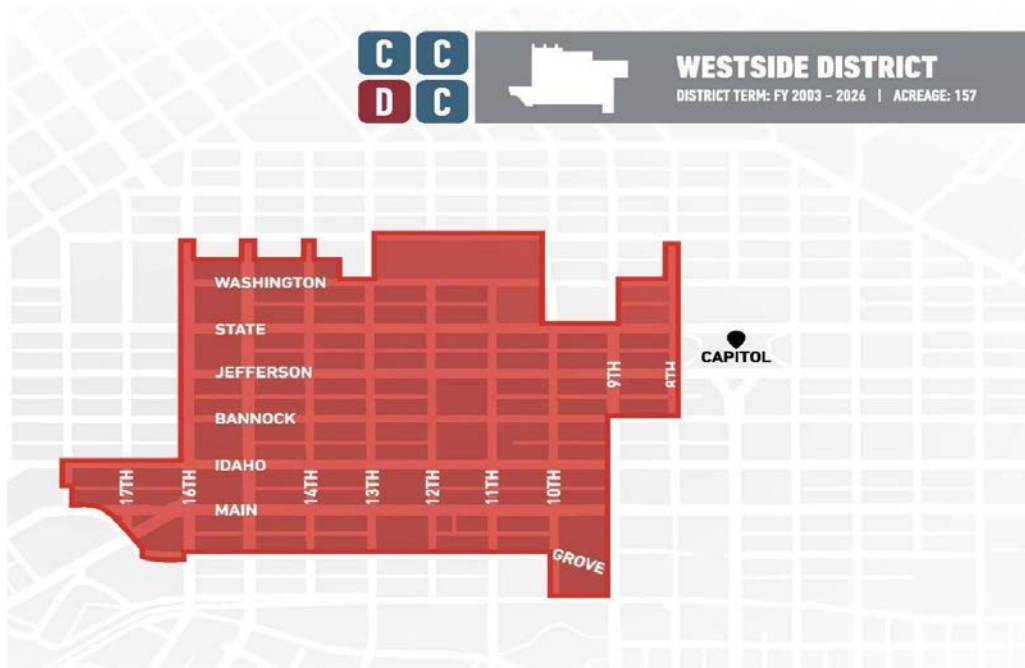 C C
D C
WESTSIDE DISTRICT
DISTRICT TERM: FY 2003 – 2026 | ACREAGE: 157
WASHINGTON
STATE
JEFFERSON
BANNOCK
IDAHO
MAIN
17TH
16TH
14TH
13TH
12TH
11TH
10TH
9TH
8TH
GROVE
CAPITOL